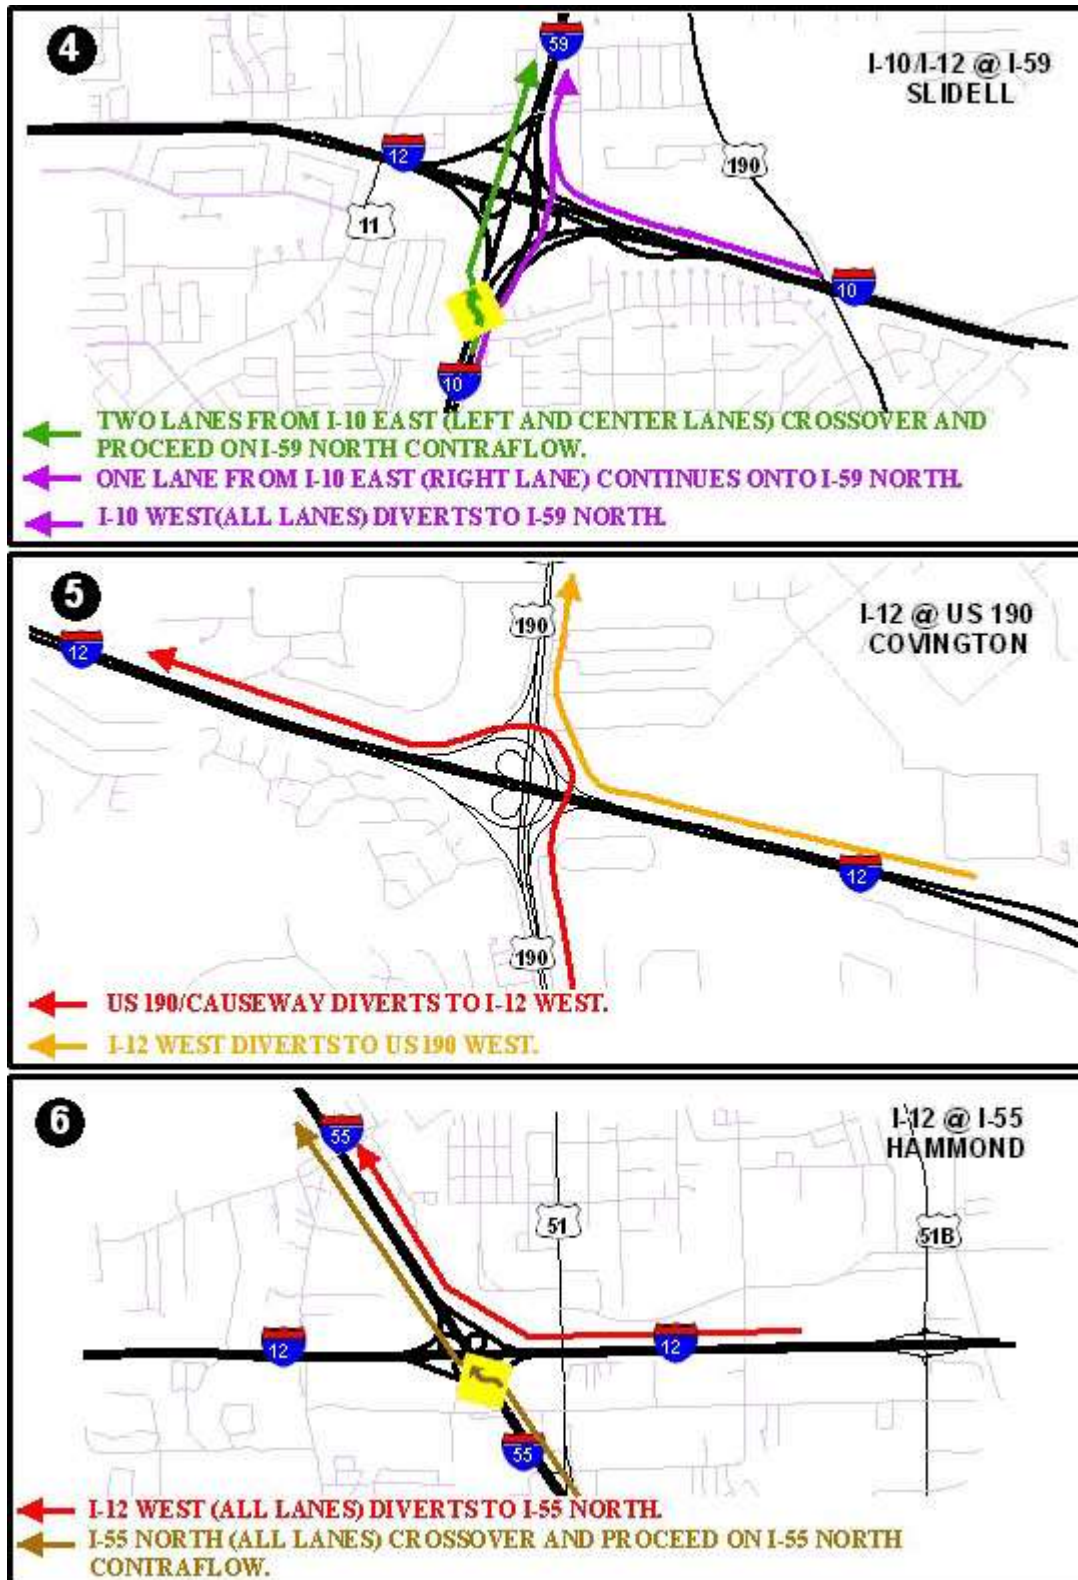 4
59
I-10/I-12 @ I-59
SLIDELL
12
190
11
10
10
TWO LANES FROM I-10 EAST (LEFT AND CENTER LANES) CROSSOVER AND
PROCEED ON I-59 NORTH CONTRAFLOW.
ONE LANE FROM I-10 EAST (RIGHT LANE) CONTINUES ONTO I-59 NORTH.
I-10 WEST(ALL LANES) DIVERTS TO I-59 NORTH.
5
190
I-12 @ US 190
COVINGTON
12
12
190
US 190/CAUSEWAY DIVERTS TO I-12 WEST.
I-12 WEST DIVERTS TO US 190 WEST.
6
55
I-12 @ I-55
HAMMOND
51
51B
12
12
55
I-12 WEST (ALL LANES) DIVERTS TO I-55 NORTH.
I-55 NORTH (ALL LANES) CROSSOVER AND PROCEED ON I-55 NORTH
CONTRAFLOW.